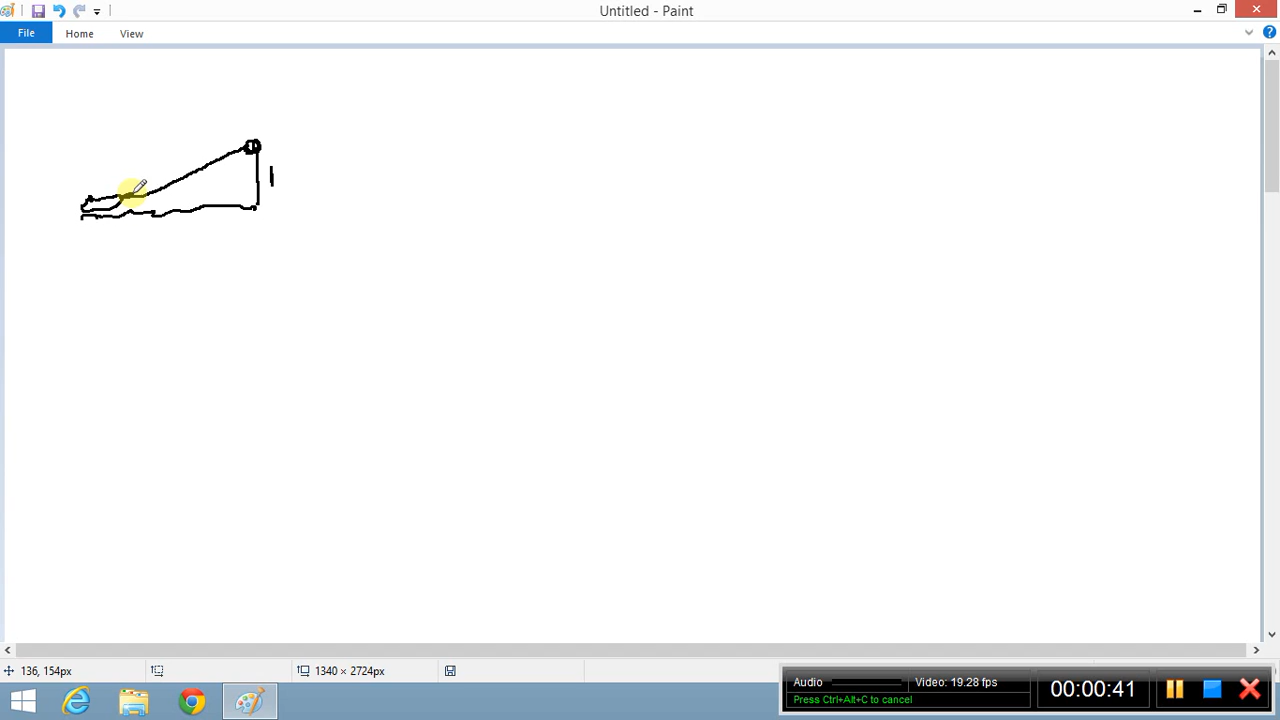 Untitled - Paint
File Home View
1
136, 154px
1340 × 2724px
Audio
Video: 19.28 fps
Press Ctrl+Alt+C to cancel
00:00:41